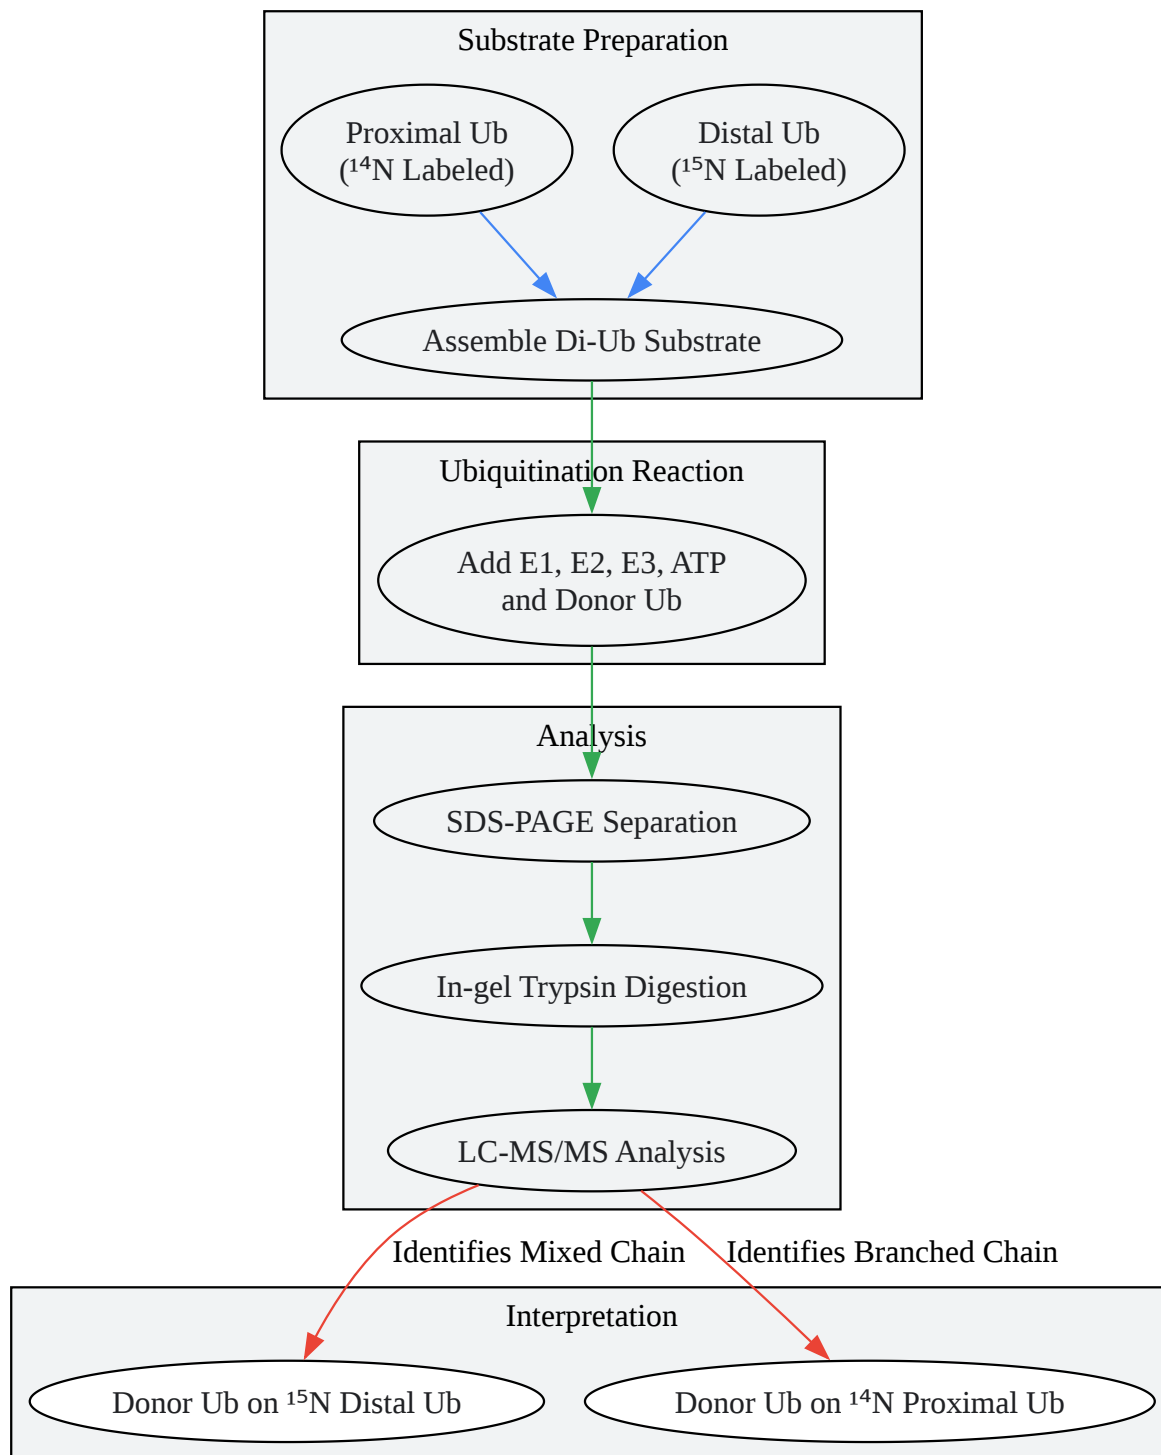 Substrate Preparation
Proximal Ub
(¹⁴N Labeled)
Distal Ub
(¹⁵N Labeled)
Assemble Di-Ub Substrate
Ubiquitination Reaction
Add E1, E2, E3, ATP
and Donor Ub
Analysis
SDS-PAGE Separation
In-gel Trypsin Digestion
LC-MS/MS Analysis
Identifies Mixed Chain
Identifies Branched Chain
Interpretation
Donor Ub on ¹⁵N Distal Ub
Donor Ub on ¹⁴N Proximal Ub